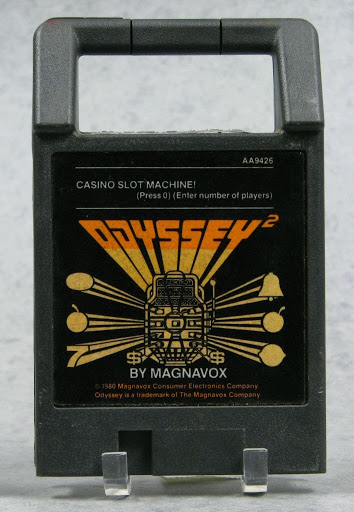 AA9426
CASINO SLOT MACHINE!
(Press 0) (Enter number of players)
ODYSSEY²
7 $ $
BY MAGNAVOX
© 1980 Magnavox Consumer Electronics Company
Odyssey is a trademark of The Magnavox Company